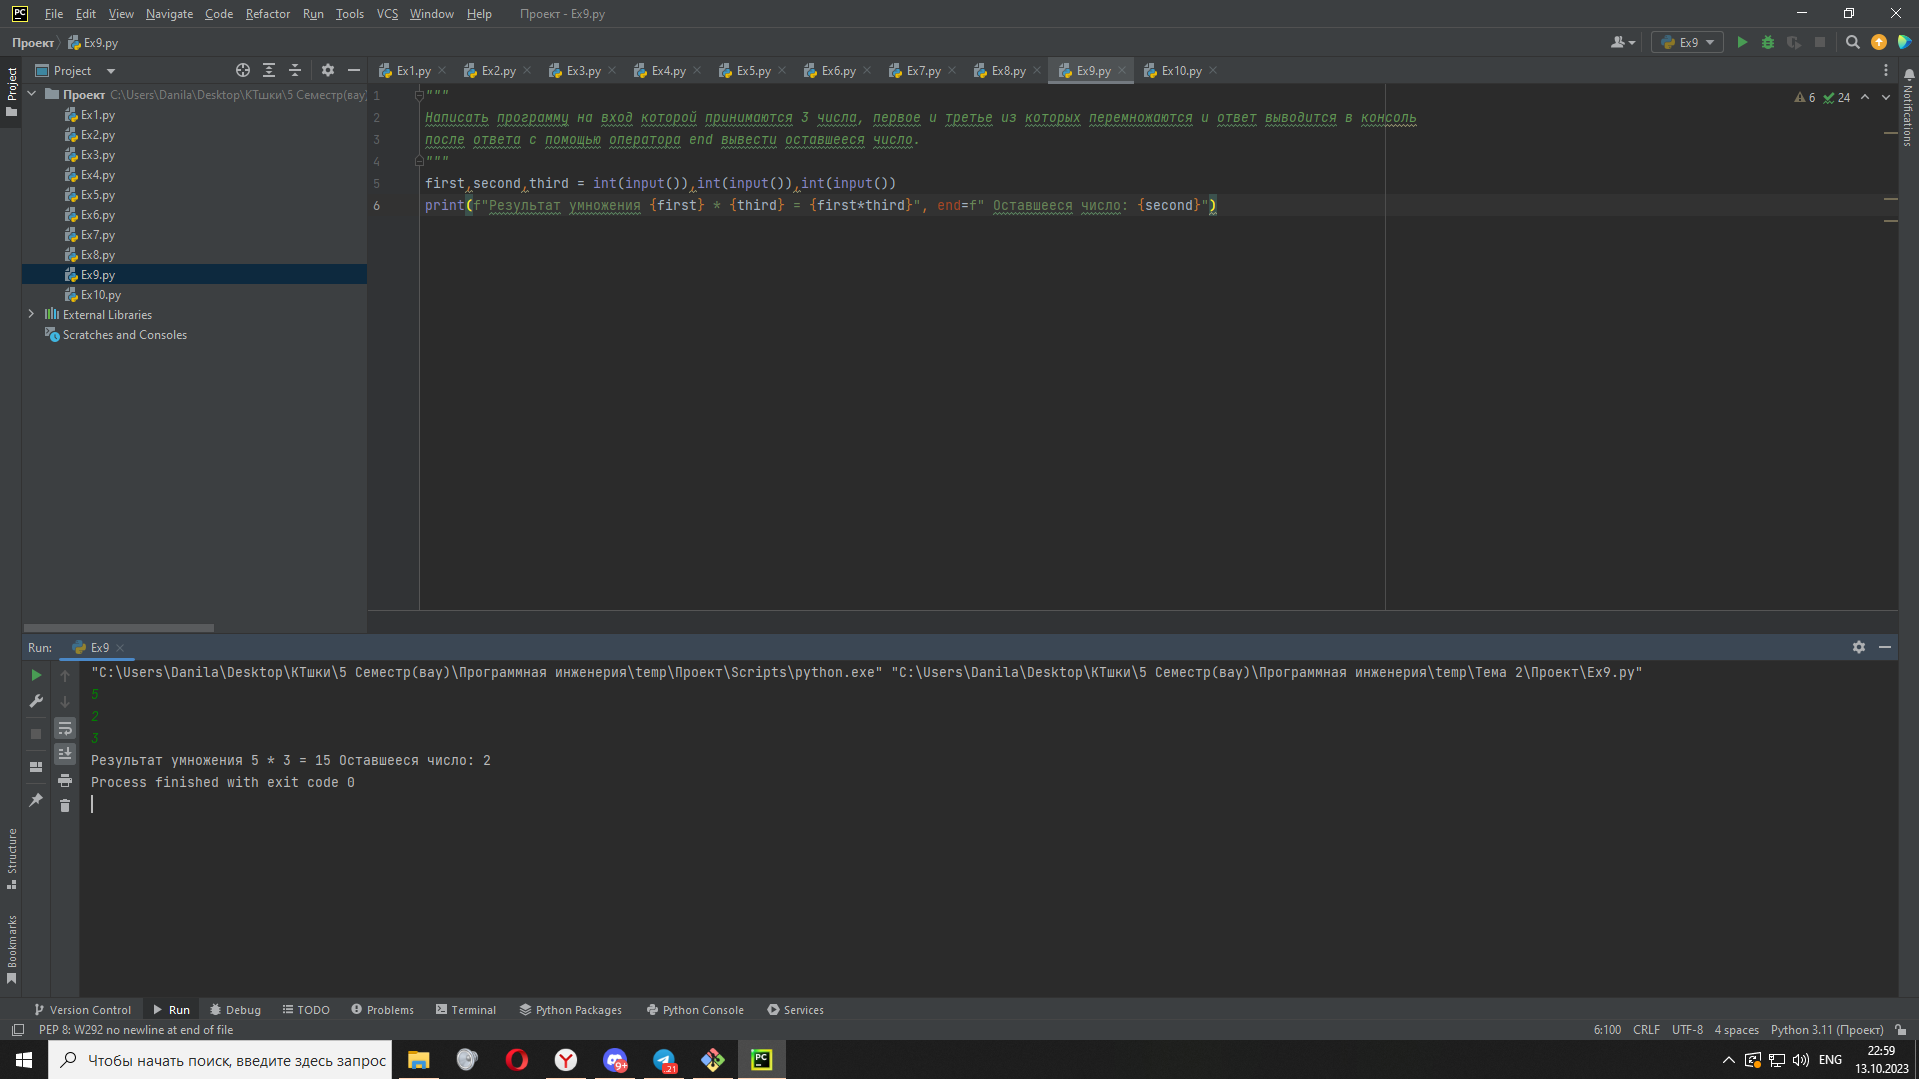 PC File Edit View Navigate Code Refactor Run Tools VCS Window Help Проект - Ex9.py
Проект Ex9.py Ex9
Project Ex1.py Ex2.py Ex3.py Ex4.py Ex5.py Ex6.py Ex7.py Ex8.py Ex9.py Ex10.py
Project
Notifications
Проект C:\Users\Danila\Desktop\КТшки\5 Семестр(вау)
Ex1.py
Ex2.py
Ex3.py
Ex4.py
Ex5.py
Ex6.py
Ex7.py
Ex8.py
Ex9.py
Ex10.py
External Libraries
Scratches and Consoles
6 24
1 """
2 Написать программу на вход которой принимаются 3 числа, первое и третье из которых перемножаются и ответ выводится в консоль
3 после ответа с помощью оператора end вывести оставшееся число.
4 """
5 first,second,third = int(input()),int(input()),int(input())
6 print(f"Результат умножения {first} * {third} = {first*third}", end=f" Оставшееся число: {second}")
Run: Ex9
"C:\Users\Danila\Desktop\КТшки\5 Семестр(вау)\Программная инженерия\temp\Проект\Scripts\python.exe" "C:\Users\Danila\Desktop\КТшки\5 Семестр(вау)\Программная инженерия\temp\Тема 2\Проект\Ex9.py"
5
2
3
Результат умножения 5 * 3 = 15 Оставшееся число: 2
Process finished with exit code 0
Structure
Bookmarks
Version Control Run Debug TODO Problems Terminal Python Packages Python Console Services
PEP 8: W292 no newline at end of file 6:100 CRLF UTF-8 4 spaces Python 3.11 (Проект)
Чтобы начать поиск, введите здесь запрос 9+ 21 PC ENG 22:59
13.10.2023